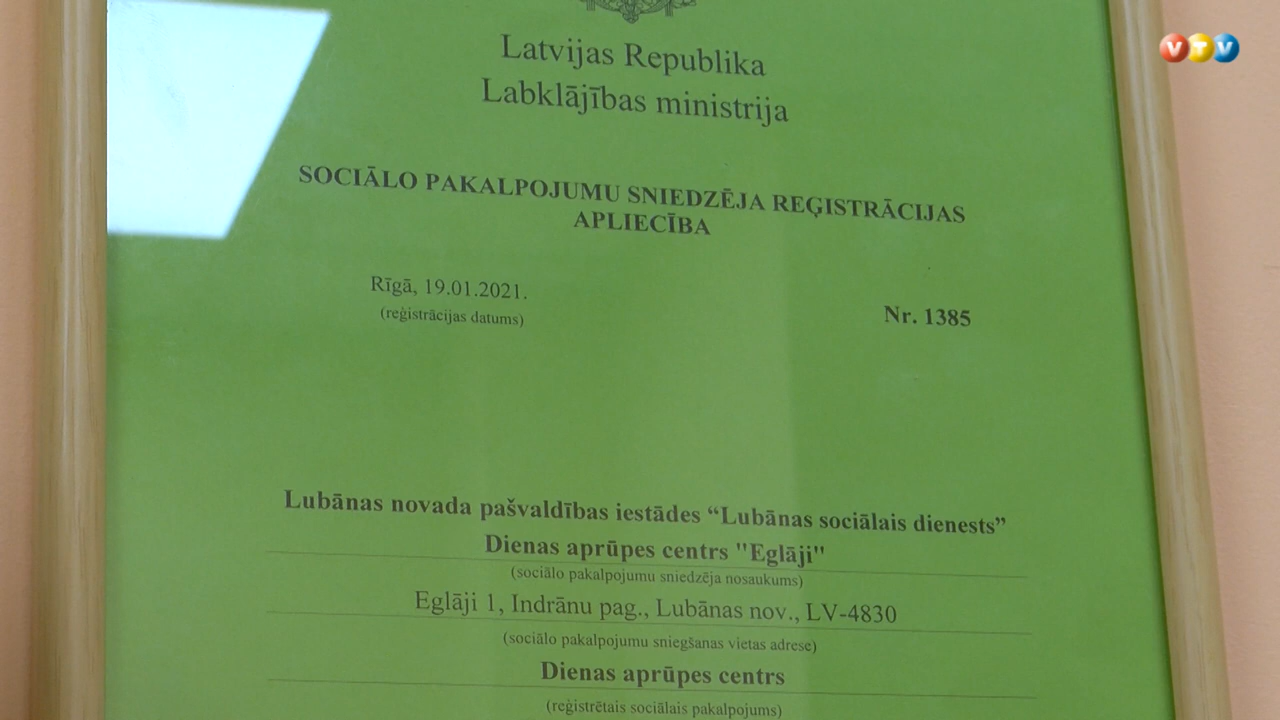 VTV
Latvijas Republika
Labklājības ministrija
SOCIĀLO PAKALPOJUMU SNIEDZĒJA REĢISTRĀCIJAS
APLIECĪBA
Rīgā, 19.01.2021.
(reģistrācijas datums)
Nr. 1385
Lubānas novada pašvaldības iestādes “Lubānas sociālais dienests”
Dienas aprūpes centrs "Eglāji"
(sociālo pakalpojumu sniedzēja nosaukums)
Eglāji 1, Indrānu pag., Lubānas nov., LV-4830
(sociālo pakalpojumu sniegšanas vietas adrese)
Dienas aprūpes centrs
(reģistrētais sociālais pakalpojums)